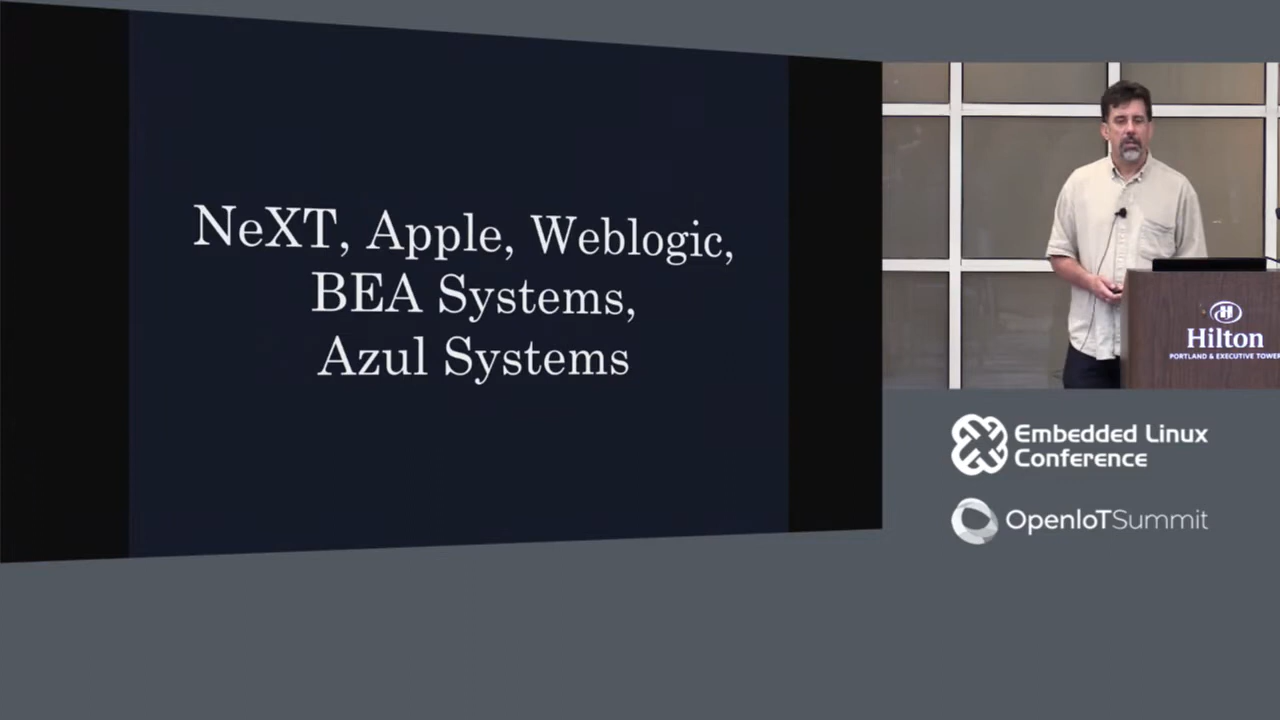 NeXT, Apple, Weblogic,
BEA Systems,
Azul Systems
Hilton
PORTLAND & EXECUTIVE TOWER
Embedded Linux
Conference
OpenIoTSummit